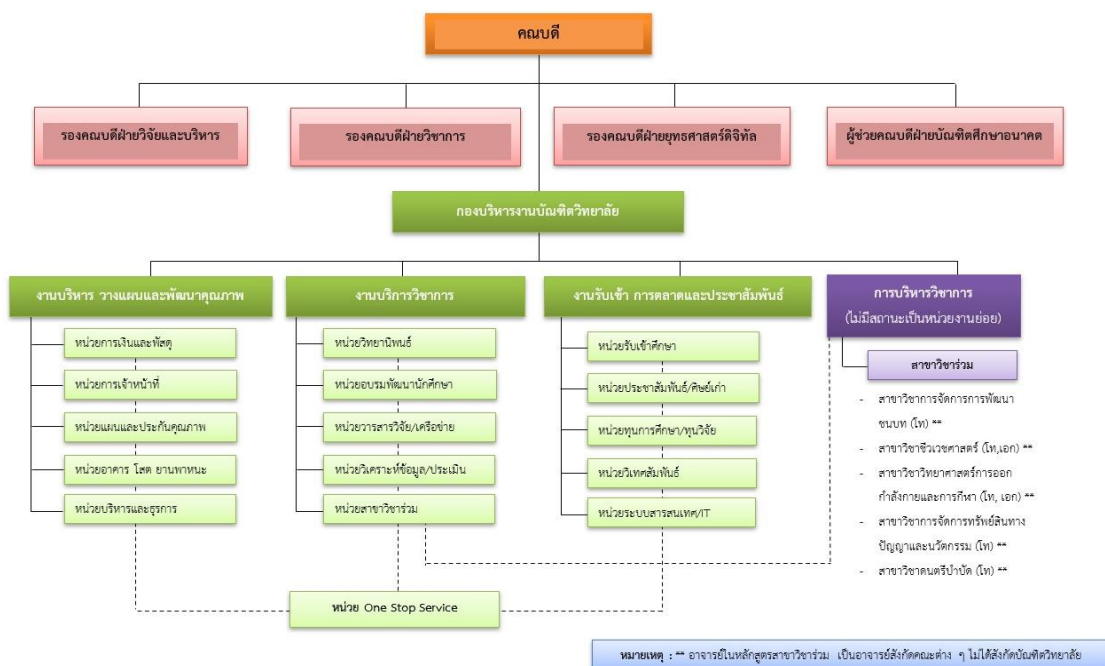 คณบดี
รองคณบดีฝ่ายวิจัยและบริหาร
รองคณบดีฝ่ายวิชาการ
รองคณบดีฝ่ายยุทธศาสตร์ดิจิทัล
ผู้ช่วยคณบดีฝ่ายบัณฑิตศึกษาอนาคต
กองบริหารงานบัณฑิตวิทยาลัย
งานบริหาร วางแผนและพัฒนาคุณภาพ
หน่วยการเงินและพัสดุ
หน่วยการเจ้าหน้าที่
หน่วยแผนและประกันคุณภาพ
หน่วยอาคาร โสต ยานพาหนะ
หน่วยบริหารและธุรการ
งานบริการวิชาการ
หน่วยวิทยานิพนธ์
หน่วยอบรมพัฒนานักศึกษา
หน่วยวารสารวิจัย/เครือข่าย
หน่วยวิเคราะห์ข้อมูล/ประเมิน
หน่วยสาขาวิชาร่วม
งานรับเข้า การตลาดและประชาสัมพันธ์
หน่วยรับเข้าศึกษา
หน่วยประชาสัมพันธ์/ศิษย์เก่า
หน่วยทุนการศึกษา/ทุนวิจัย
หน่วยวิเทศสัมพันธ์
หน่วยระบบสารสนเทศ/IT
การบริหารวิชาการ
(ไม่มีสถานะเป็นหน่วยงานย่อย)
สาขาวิชาร่วม
- สาขาวิชาการจัดการการพัฒนา
ชนบท (โท) **
- สาขาวิชาชีวเวชศาสตร์ (โท,เอก) **
- สาขาวิชาวิทยาศาสตร์การออก
กำลังกายและการกีฬา (โท, เอก) **
- สาขาวิชาการจัดการทรัพย์สินทาง
ปัญญาและนวัตกรรม (โท) **
- สาขาวิชาดนตรีบำบัด (โท) **
หน่วย One Stop Service
หมายเหตุ : ** อาจารย์ในหลักสูตรสาขาวิชาร่วม เป็นอาจารย์สังกัดคณะต่าง ๆ ไม่ได้สังกัดบัณฑิตวิทยาลัย